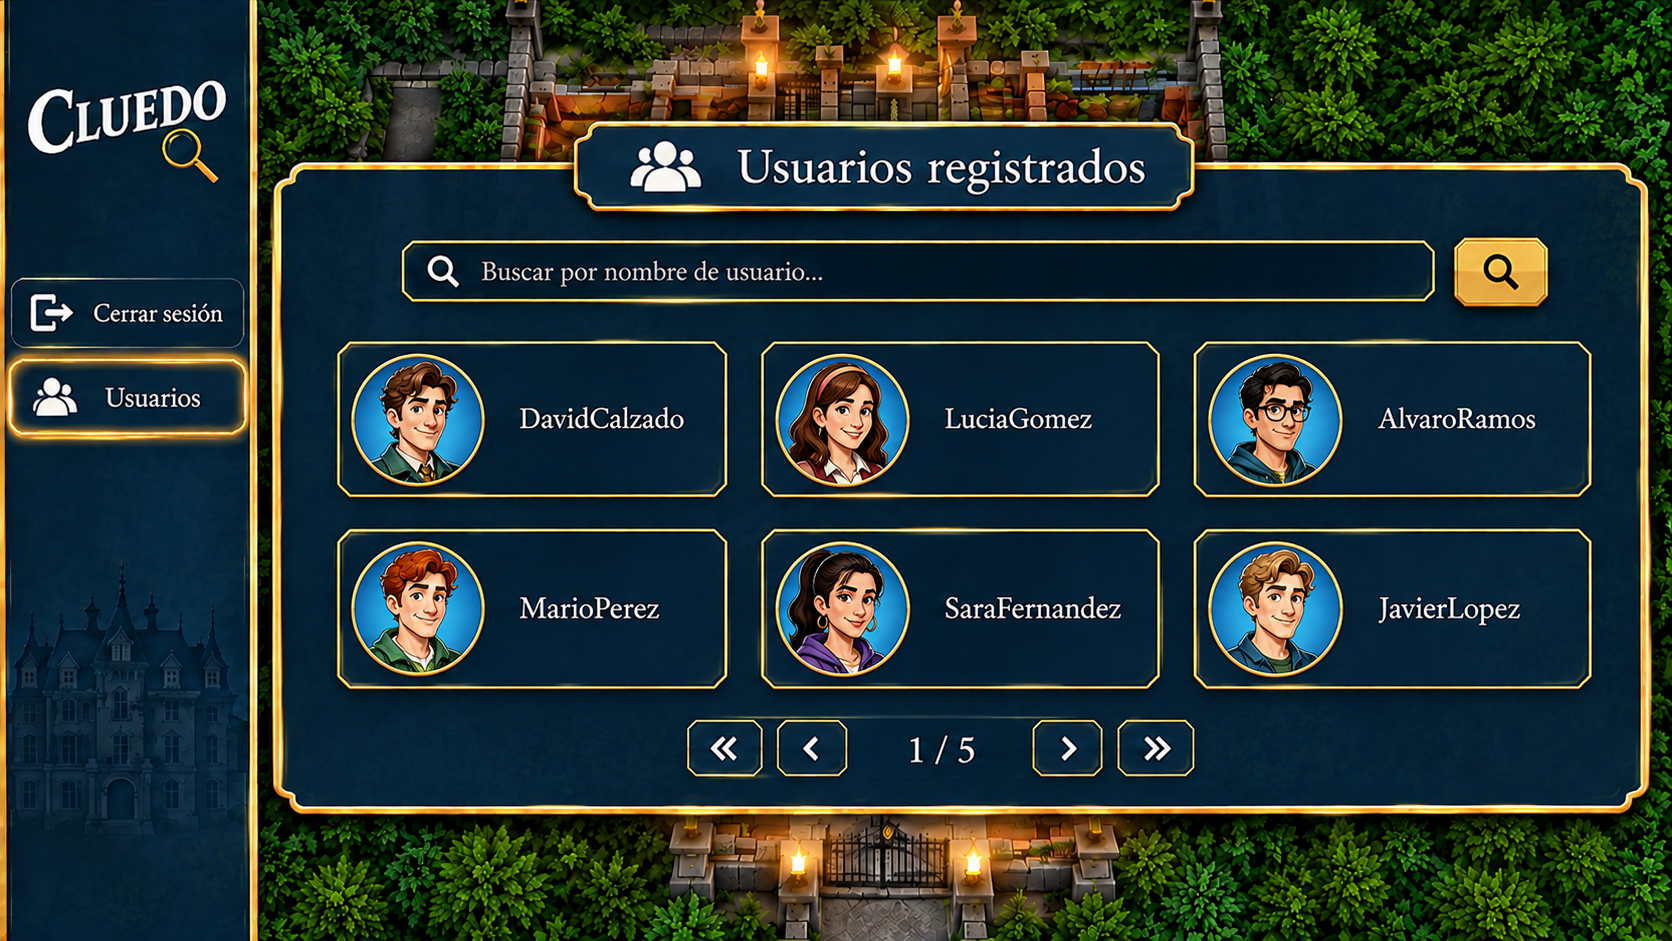 CLUEDO
Cerrar sesión
Usuarios
Usuarios registrados
Buscar por nombre de usuario...
DavidCalzado
LuciaGomez
AlvaroRamos
MarioPerez
SaraFernandez
JavierLopez
1 / 5